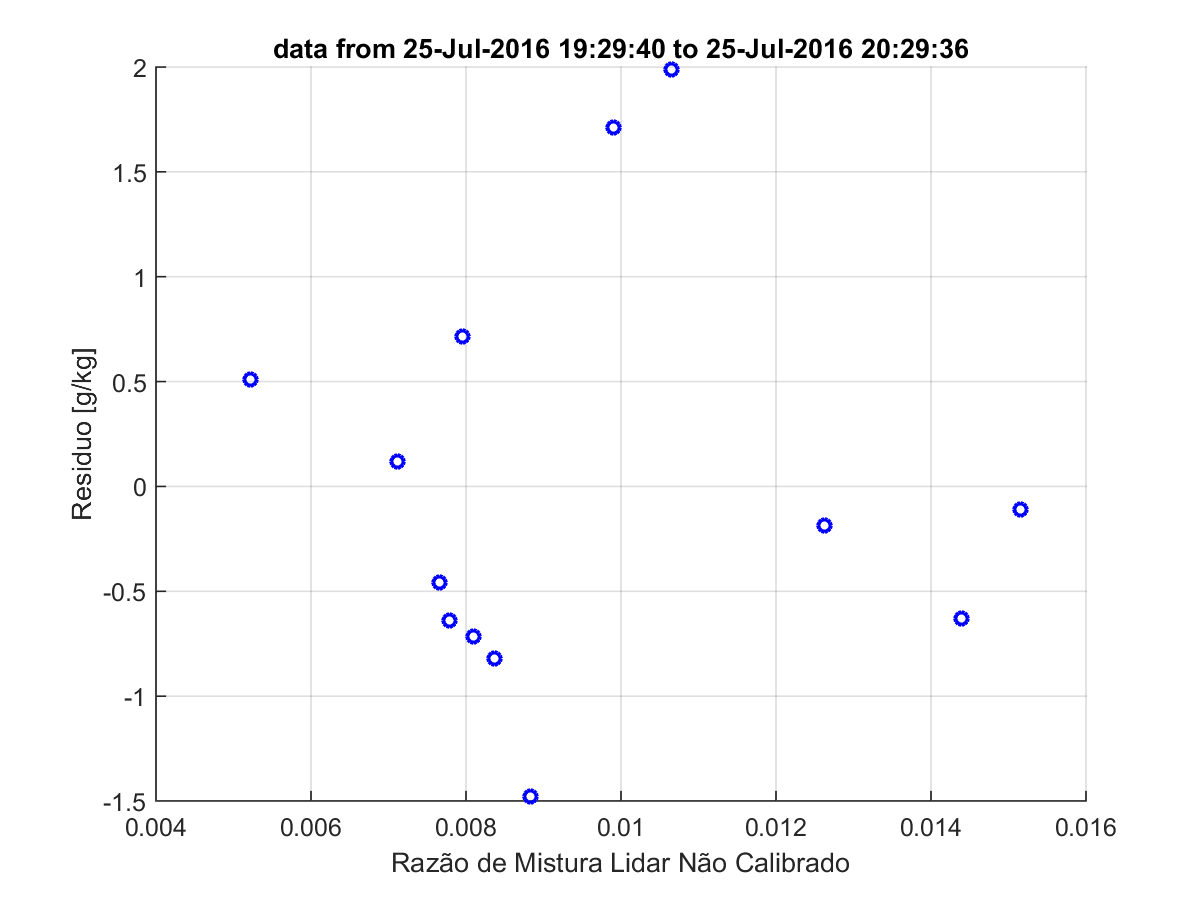 data from 25-Jul-2016 19:29:40 to 25-Jul-2016 20:29:36
2
1.5
1
0.5
0
-0.5
-1
-1.5
Residuo [g/kg]
0.004 0.006 0.008 0.01 0.012 0.014 0.016
Razão de Mistura Lidar Não Calibrado